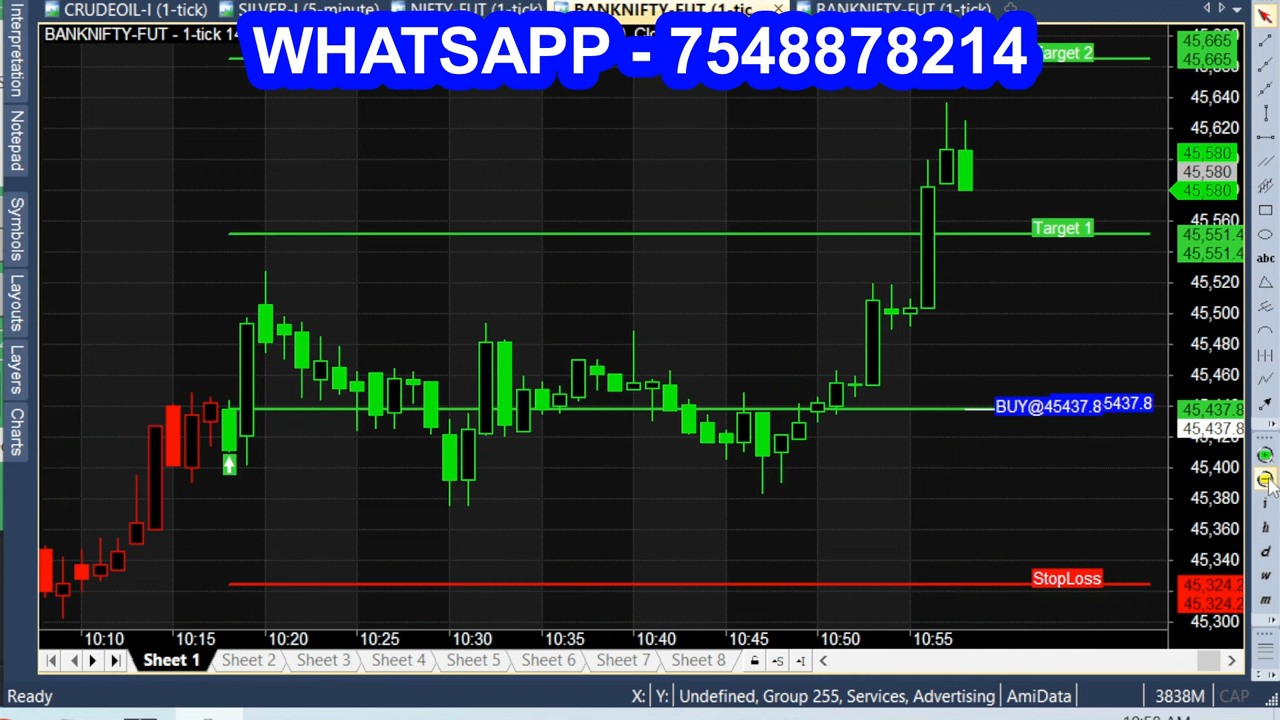 CRUDEOIL-I (1-tick)
SILVER-I (5-minute)
NIFTY-FUT (1-tick)
BANKNIFTY-FUT (1-tic
BANKNIFTY-FUT (1-tick)
BANKNIFTY-FUT - 1-tick
WHATSAPP - 7548878214
Interpretation
Notepad
Symbols
Layouts
Layers
Charts
Target 2
Target 1
BUY@45437.8
5437.8
StopLoss
45,665
45,665
45,640
45,620
45,580
45,580
45,580
45,560
45,551.4
45,551.4
45,520
45,500
45,480
45,460
45,437.8
45,437.8
45,400
45,380
45,360
45,340
45,324.2
45,324.2
45,300
abc
i
h
d
w
m
10:10 10:15 10:20 10:25 10:30 10:35 10:40 10:45 10:50 10:55
Sheet 1 Sheet 2 Sheet 3 Sheet 4 Sheet 5 Sheet 6 Sheet 7 Sheet 8
Ready
X: Y: Undefined, Group 255, Services, Advertising AmiData 3838M CAP